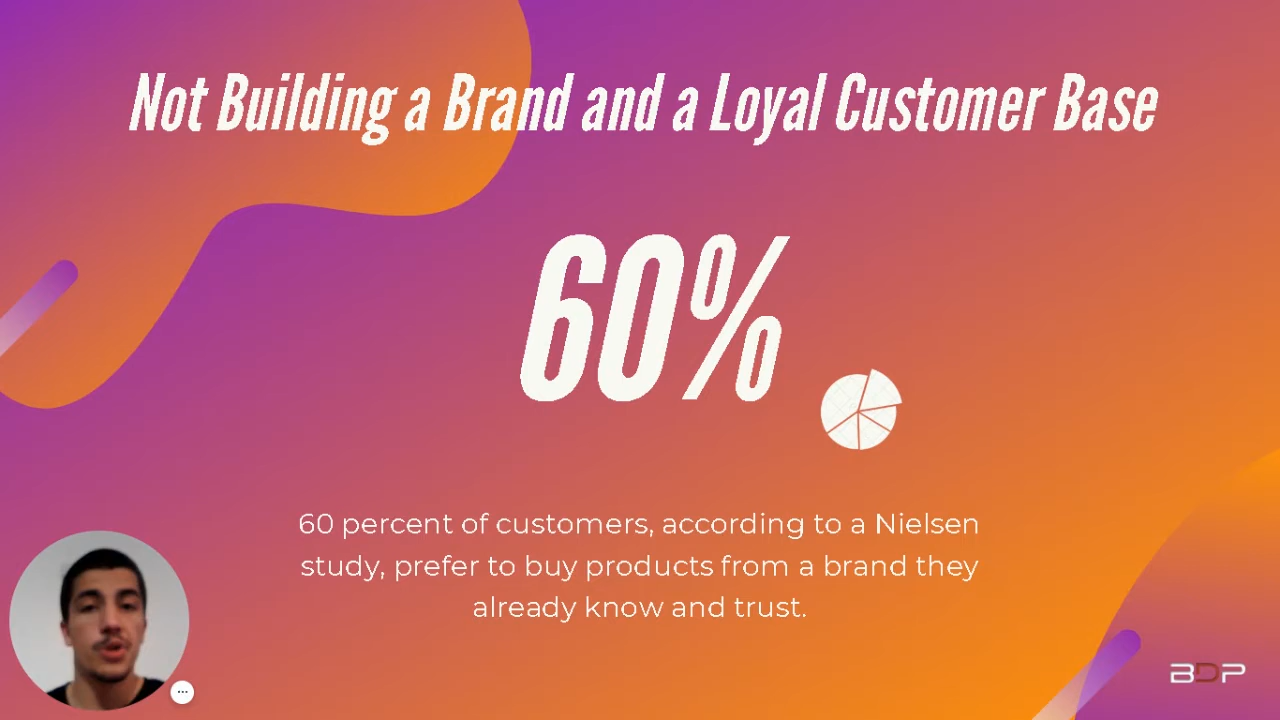 Not Building a Brand and a Loyal Customer Base
60%
60 percent of customers, according to a Nielsen
study, prefer to buy products from a brand they
already know and trust.
BDP